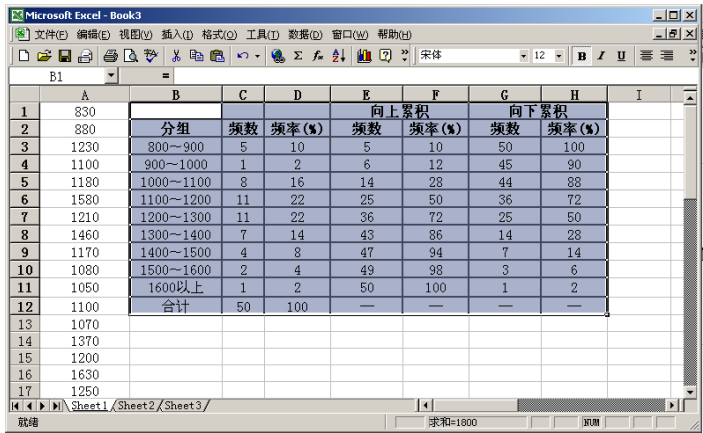 Microsoft Excel - Book3
文件(F) 编辑(E) 视图(V) 插入(I) 格式(O) 工具(T) 数据(D) 窗口(W) 帮助(H)
宋体 12 B I U
B1 =
A B C D E F G H I
1 830 向上累积 向下累积
2 880 分组 频数 频率(%) 频数 频率(%) 频数 频率(%)
3 1230 800～900 5 10 5 10 50 100
4 1100 900～1000 1 2 6 12 45 90
5 1180 1000～1100 8 16 14 28 44 88
6 1580 1100～1200 11 22 25 50 36 72
7 1210 1200～1300 11 22 36 72 25 50
8 1460 1300～1400 7 14 43 86 14 28
9 1170 1400～1500 4 8 47 94 7 14
10 1080 1500～1600 2 4 49 98 3 6
11 1050 1600以上 1 2 50 100 1 2
12 1100 合计 50 100 — — — —
13 1070
14 1370
15 1200
16 1630
17 1250
Sheet1 Sheet2 Sheet3
就绪 求和=1800 NUM